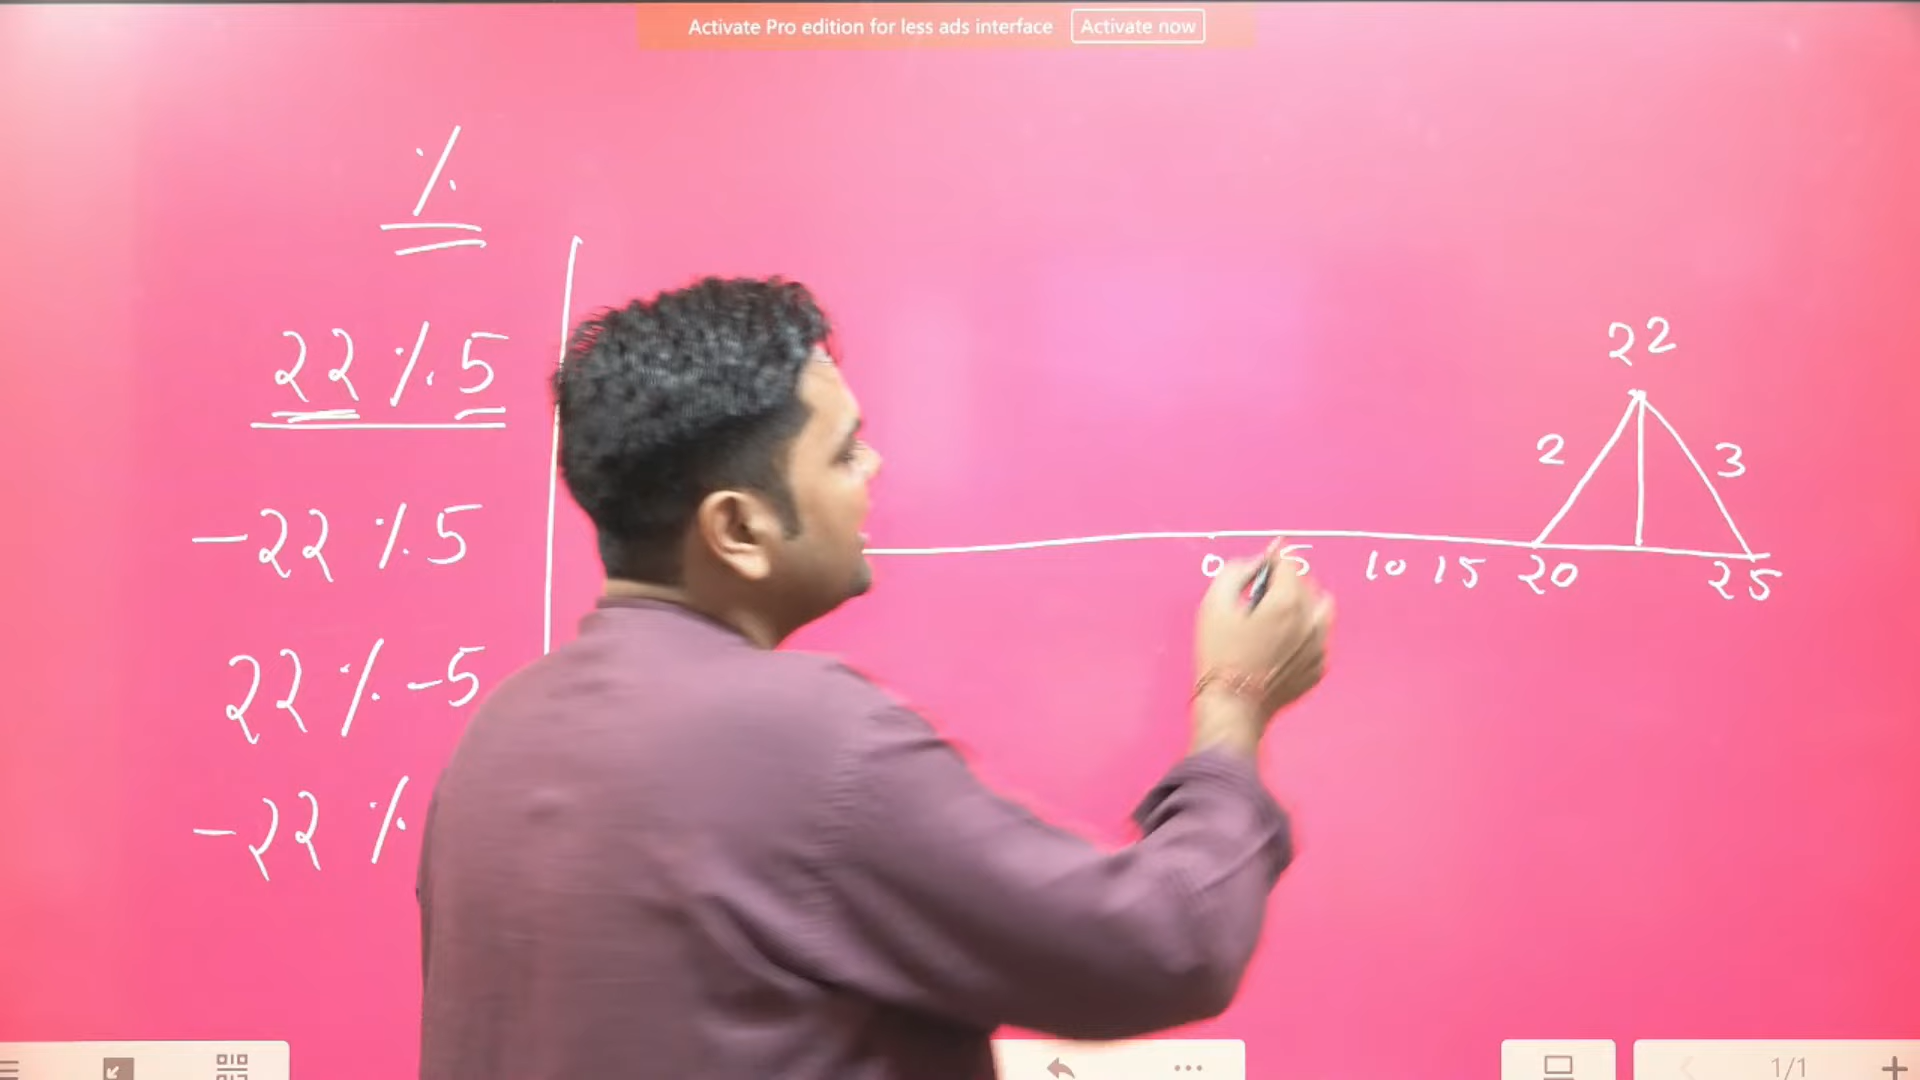 Activate Pro edition for less ads interface Activate now
%
22 % 5
-22 % 5
22 % -5
-22 %
22
2 3
0 5 10 15 20 25
1/1